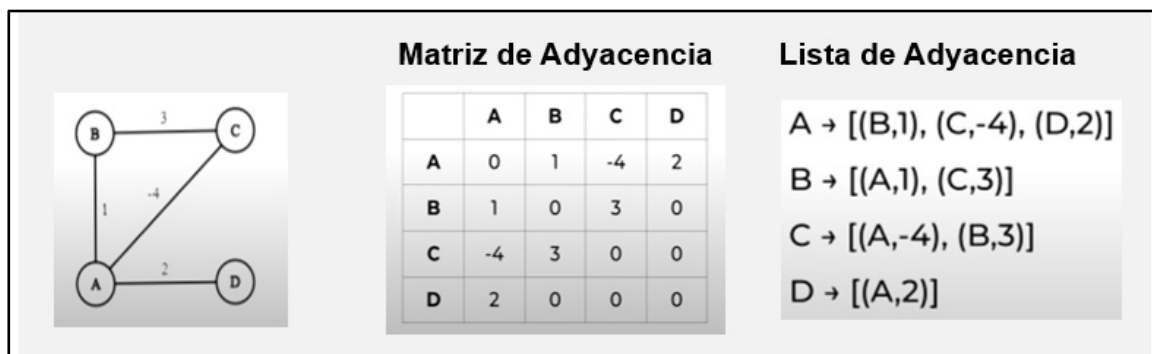 Matriz de Adyacencia
Lista de Adyacencia
B 3 C
-4
1
2
A D
A B C D
A 0 1 -4 2
B 1 0 3 0
C -4 3 0 0
D 2 0 0 0
A → [(B,1), (C,-4), (D,2)]
B → [(A,1), (C,3)]
C → [(A,-4), (B,3)]
D → [(A,2)]